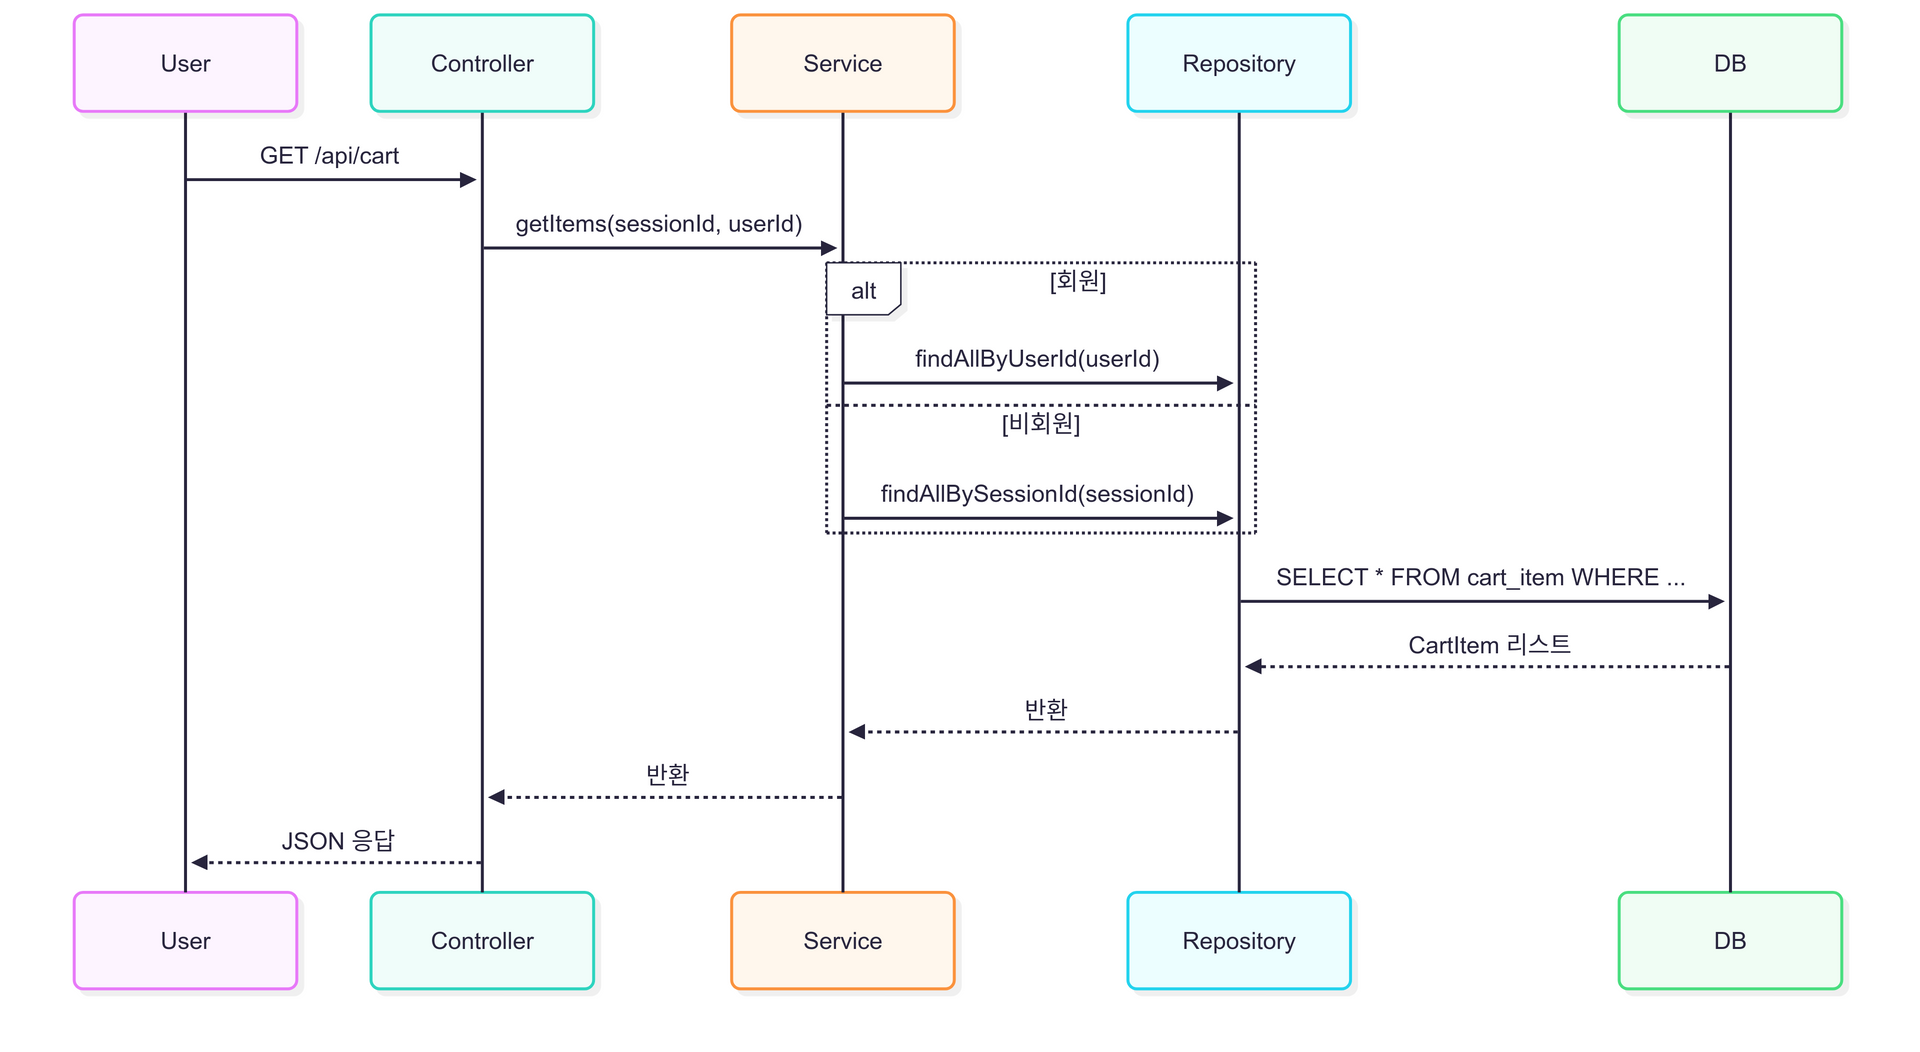 User
Controller
Service
Repository
DB
GET /api/cart
getItems(sessionId, userId)
alt
[회원]
findAllByUserId(userId)
[비회원]
findAllBySessionId(sessionId)
SELECT * FROM cart_item WHERE ...
CartItem 리스트
반환
반환
JSON 응답
User
Controller
Service
Repository
DB